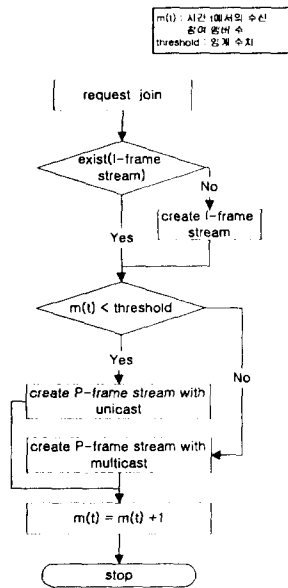 m(t) : 시간 t에서의 수신
참여 멤버 수
threshold : 임계 수치
request join
exist(I-frame
stream)
No
create I-frame
stream
Yes
m(t) < threshold
Yes
No
create P-frame stream with
unicast
create P-frame stream with
multicast
m(t) = m(t) +1
stop